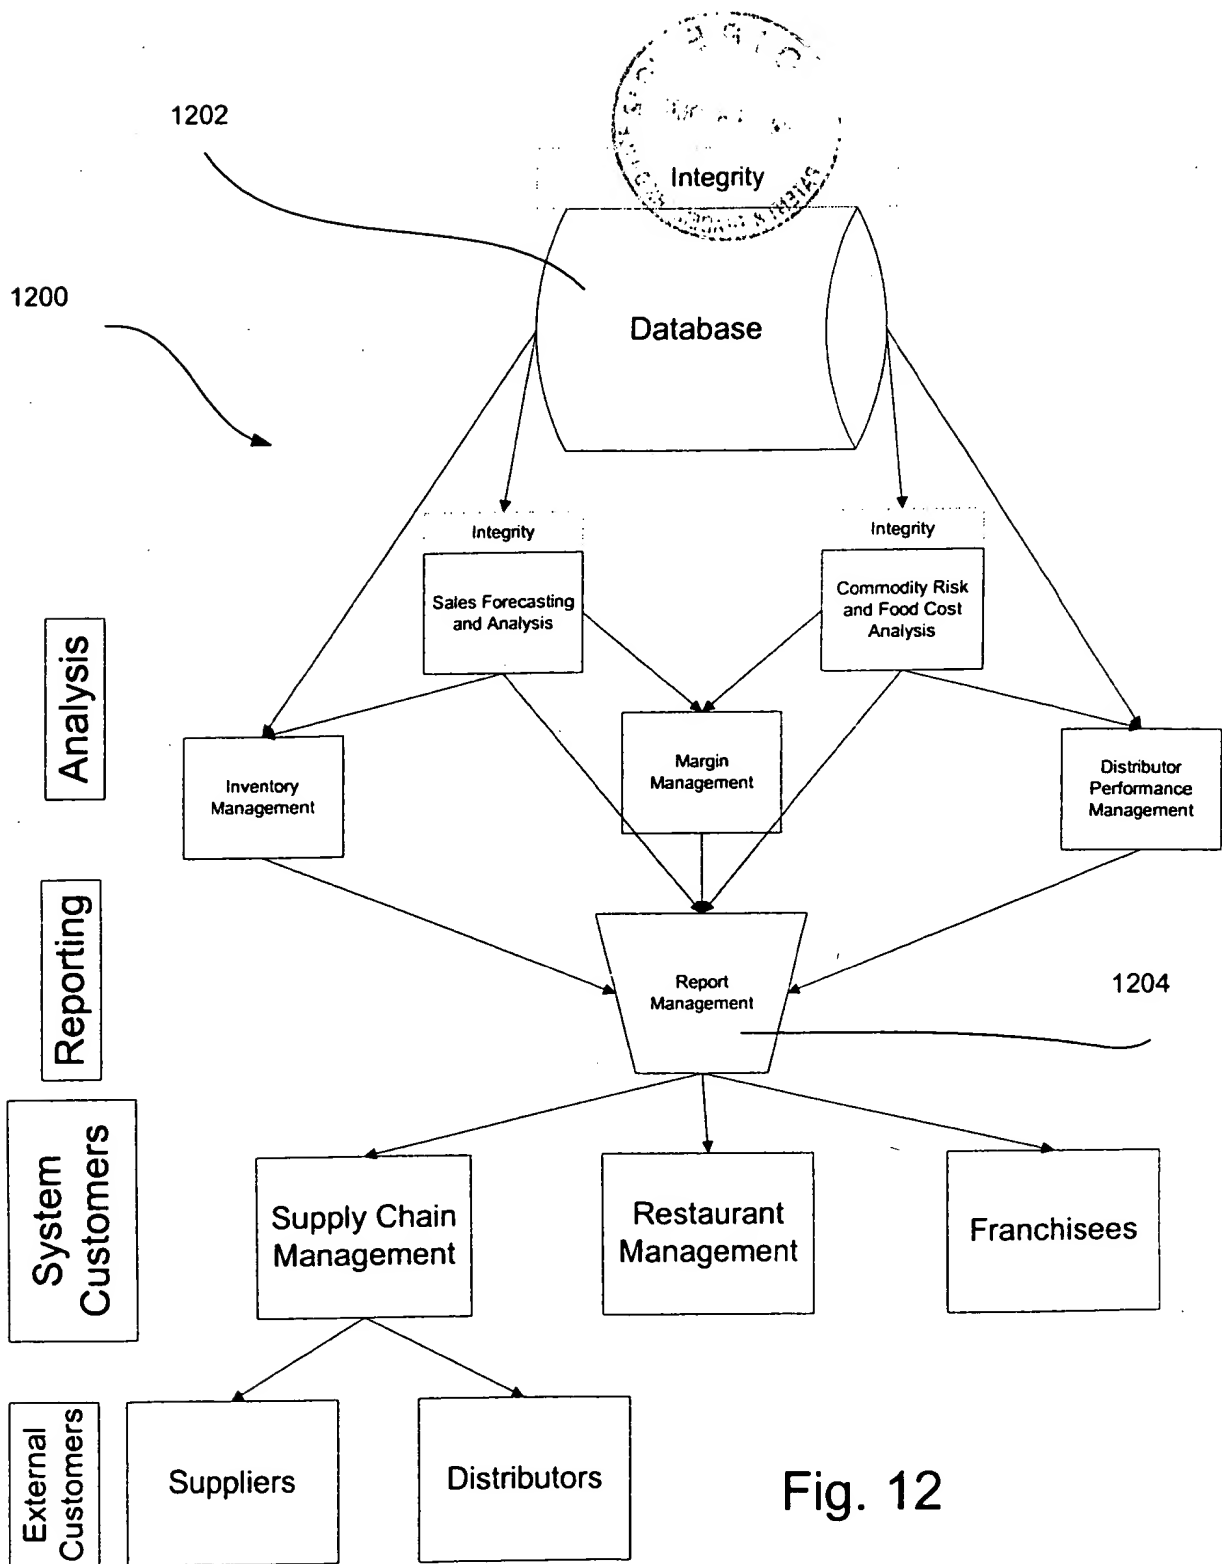 1202
Integrity
1200
Database
Integrity
Integrity
Sales Forecasting
and Analysis
Commodity Risk
and Food Cost
Analysis
Analysis
Inventory
Management
Margin
Management
Distributor
Performance
Management
Reporting
Report
Management
1204
System
Customers
Supply Chain
Management
Restaurant
Management
Franchisees
External
Customers
Suppliers
Distributors
Fig. 12